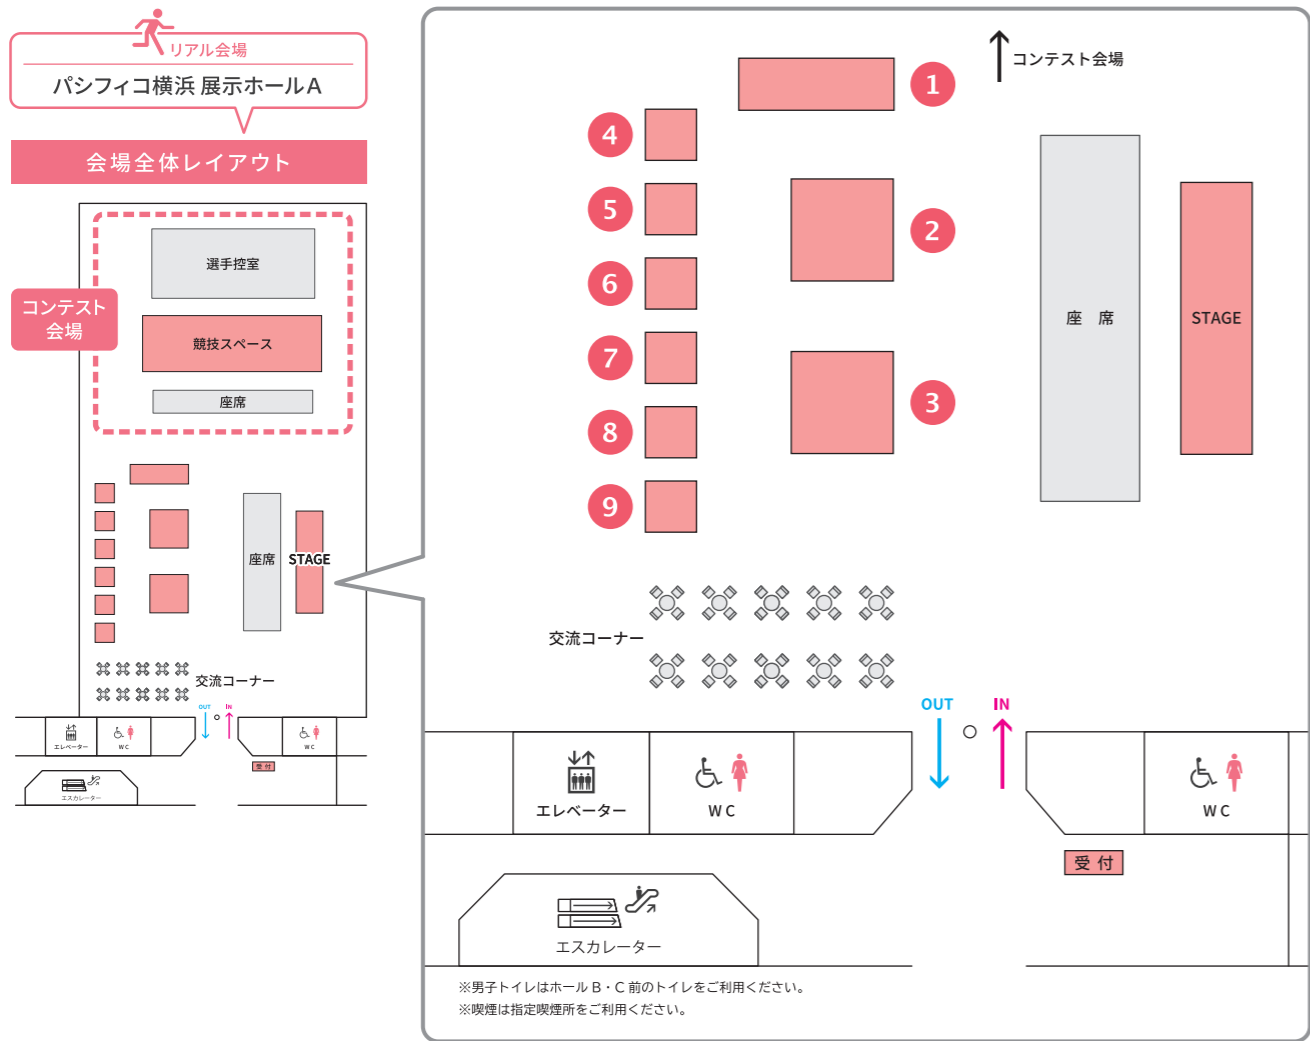 リアル会場
パシフィコ横浜 展示ホールA
会場全体レイアウト
選手控室
コンテスト
会場
競技スペース
座席
座席
STAGE
交流コーナー
OUT
IN
エレベーター
WC
WC
受付
エスカレーター
コンテスト会場
1
4
5
2
6
7
3
8
9
座 席
STAGE
交流コーナー
OUT
IN
エレベーター
WC
WC
受 付
エスカレーター
※男子トイレはホールB・C前のトイレをご利用ください。
※喫煙は指定喫煙所をご利用ください。